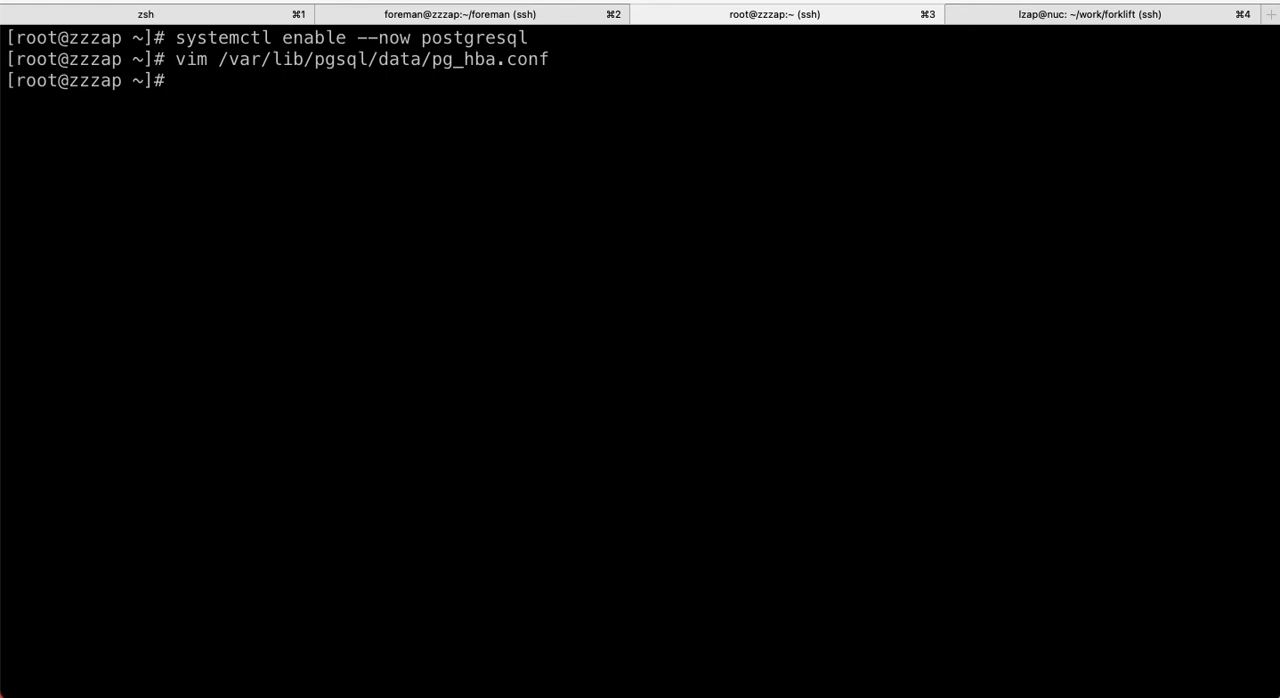 zsh ⌘1 foreman@zzzap:~/foreman (ssh) ⌘2 root@zzzap:~ (ssh) ⌘3 lzap@nuc: ~/work/forklift (ssh) ⌘4 +
[root@zzzap ~]# systemctl enable --now postgresql
[root@zzzap ~]# vim /var/lib/pgsql/data/pg_hba.conf
[root@zzzap ~]#